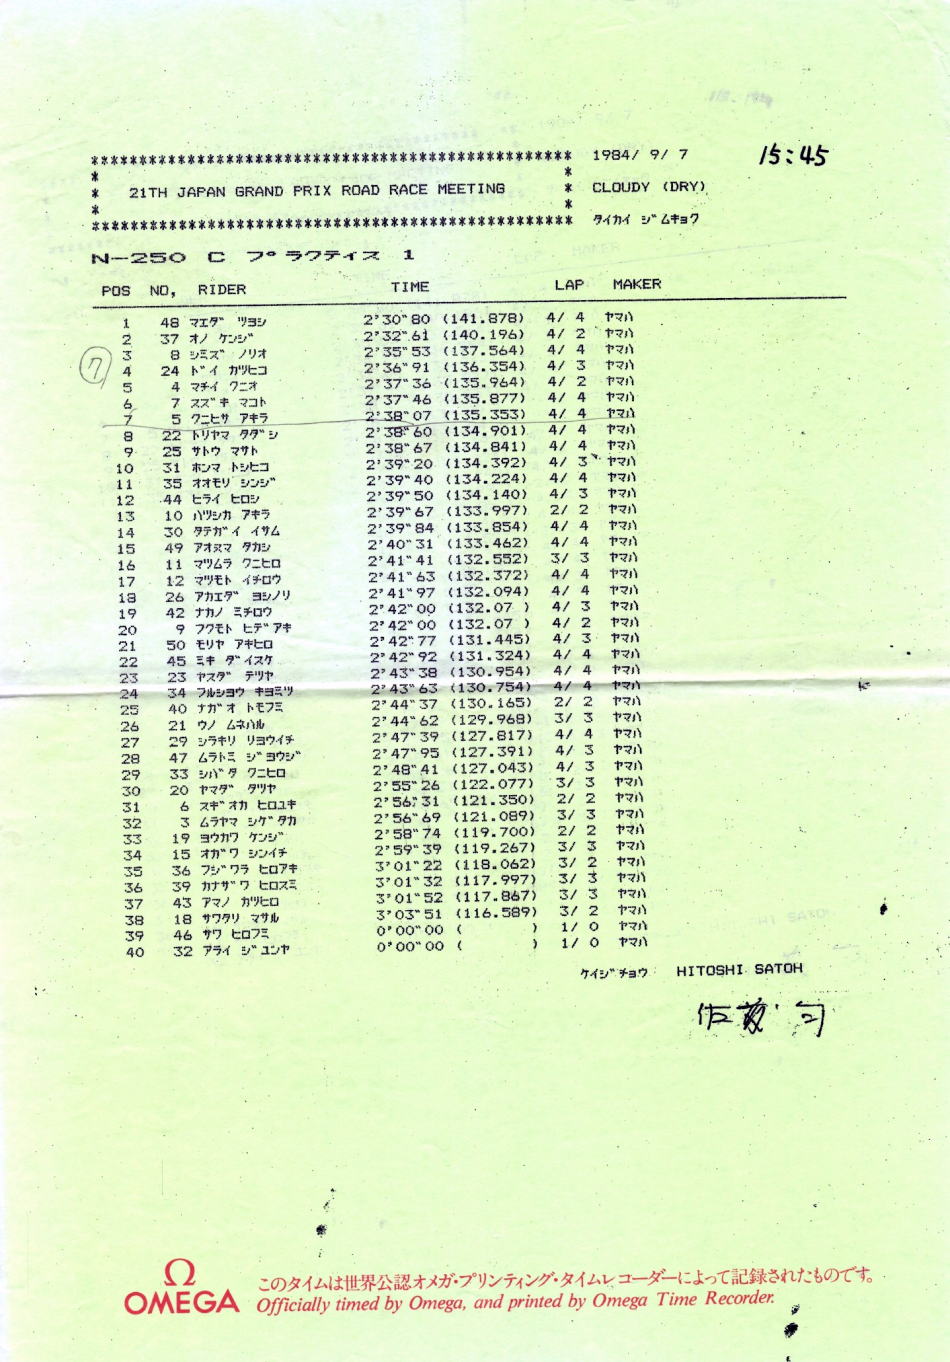 ****************************************************** 1984/ 9/ 7 15:45
* *
* 21TH JAPAN GRAND PRIX ROAD RACE MEETING * CLOUDY (DRY)
* *
****************************************************** タイカイ ジムキョク
N-250 C プラクティス 1
POS NO, RIDER TIME LAP MAKER
1 48 マエダ ツヨシ 2'30"80 (141.878) 4/ 4 ヤマハ
2 37 オノ ケンジ 2'32"61 (140.196) 4/ 2 ヤマハ
3 8 シミズ ノリオ 2'35"53 (137.564) 4/ 4 ヤマハ
⑦
4 24 ドイ カツヒコ 2'36"91 (136.354) 4/ 3 ヤマハ
5 4 マチイ クニオ 2'37"36 (135.964) 4/ 2 ヤマハ
6 7 スズキ マコト 2'37"46 (135.877) 4/ 4 ヤマハ
7 5 クニヒサ アキラ 2'38"07 (135.353) 4/ 4 ヤマハ
8 22 トリヤマ タダシ 2'38"60 (134.901) 4/ 4 ヤマハ
9 25 サトウ マサト 2'38"67 (134.841) 4/ 4 ヤマハ
10 31 ホンマ トシヒコ 2'39"20 (134.392) 4/ 3 ヤマハ
11 35 オオモリ シンジ 2'39"40 (134.224) 4/ 4 ヤマハ
12 44 ヒライ ヒロシ 2'39"50 (134.140) 4/ 3 ヤマハ
13 10 ハツシカ アキラ 2'39"67 (133.997) 2/ 2 ヤマハ
14 30 タテガイ イサム 2'39"84 (133.854) 4/ 4 ヤマハ
15 49 アオヌマ タカシ 2'40"31 (133.462) 4/ 4 ヤマハ
16 11 マツムラ クニヒロ 2'41"41 (132.552) 3/ 3 ヤマハ
17 12 マツモト イチロウ 2'41"63 (132.372) 4/ 4 ヤマハ
18 26 アカエダ ヨシノリ 2'41"97 (132.094) 4/ 4 ヤマハ
19 42 ナカノ ミチロウ 2'42"00 (132.07 ) 4/ 3 ヤマハ
20 9 フクモト ヒデアキ 2'42"00 (132.07 ) 4/ 2 ヤマハ
21 50 モリヤ アキヒロ 2'42"77 (131.445) 4/ 3 ヤマハ
22 45 ミキ ダイスケ 2'42"92 (131.324) 4/ 4 ヤマハ
23 23 ヤスダ テツヤ 2'43"38 (130.954) 4/ 4 ヤマハ
24 34 フルショウ キヨミツ 2'43"63 (130.754) 4/ 4 ヤマハ
25 40 ナガオ トモフミ 2'44"37 (130.165) 2/ 2 ヤマハ
26 21 ウノ ムネハル 2'44"62 (129.968) 3/ 3 ヤマハ
27 29 シラキリ リョウイチ 2'47"39 (127.817) 4/ 4 ヤマハ
28 47 ムラトミ ジョウジ 2'47"95 (127.391) 4/ 3 ヤマハ
29 33 シバタ クニヒロ 2'48"41 (127.043) 4/ 3 ヤマハ
30 20 ヤマダ タツヤ 2'55"26 (122.077) 3/ 3 ヤマハ
31 6 スギオカ ヒロユキ 2'56"31 (121.350) 2/ 2 ヤマハ
32 3 ムラヤマ シゲタカ 2'56"69 (121.089) 3/ 3 ヤマハ
33 19 ヨウカワ ケンジ 2'58"74 (119.700) 2/ 2 ヤマハ
34 15 オガワ シンイチ 2'59"39 (119.267) 3/ 3 ヤマハ
35 36 フジワラ ヒロアキ 3'01"22 (118.062) 3/ 2 ヤマハ
36 39 カナザワ ヒロスミ 3'01"32 (117.997) 3/ 3 ヤマハ
37 43 アマノ カツヒロ 3'01"52 (117.867) 3/ 3 ヤマハ
38 18 サワタリ マサル 3'03"51 (116.589) 3/ 2 ヤマハ
39 46 サワ ヒロフミ 0'00"00 ( ) 1/ 0 ヤマハ
40 32 アライ ジュンヤ 0'00"00 ( ) 1/ 0 ヤマハ
ケイジチョウ HITOSHI SATOH
佐藤 司
Ω
OMEGA
このタイムは世界公認オメガ・プリンティング・タイムレコーダーによって記録されたものです。
Officially timed by Omega, and printed by Omega Time Recorder.